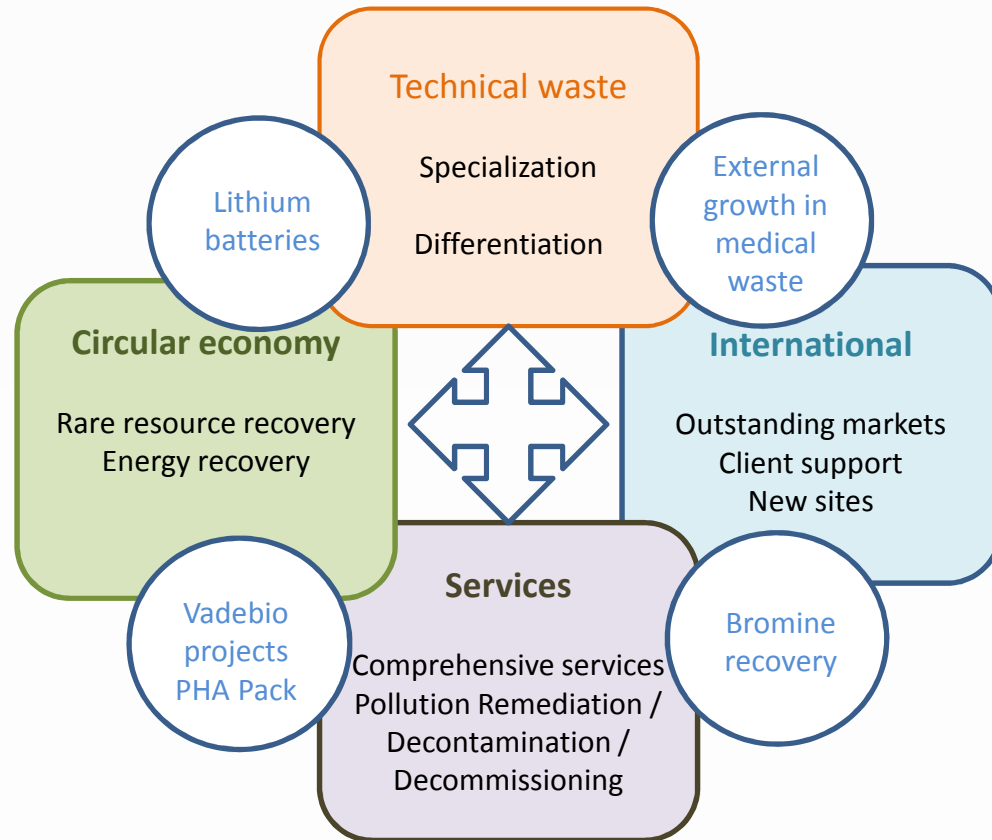 Technical waste
Specialization
Differentiation
Lithium
batteries
External
growth in
medical
waste
Circular economy
Rare resource recovery
Energy recovery
International
Outstanding markets
Client support
New sites
Services
Comprehensive services
Pollution Remediation /
Decontamination /
Decommissioning
Vadebio
projects
PHA Pack
Bromine
recovery